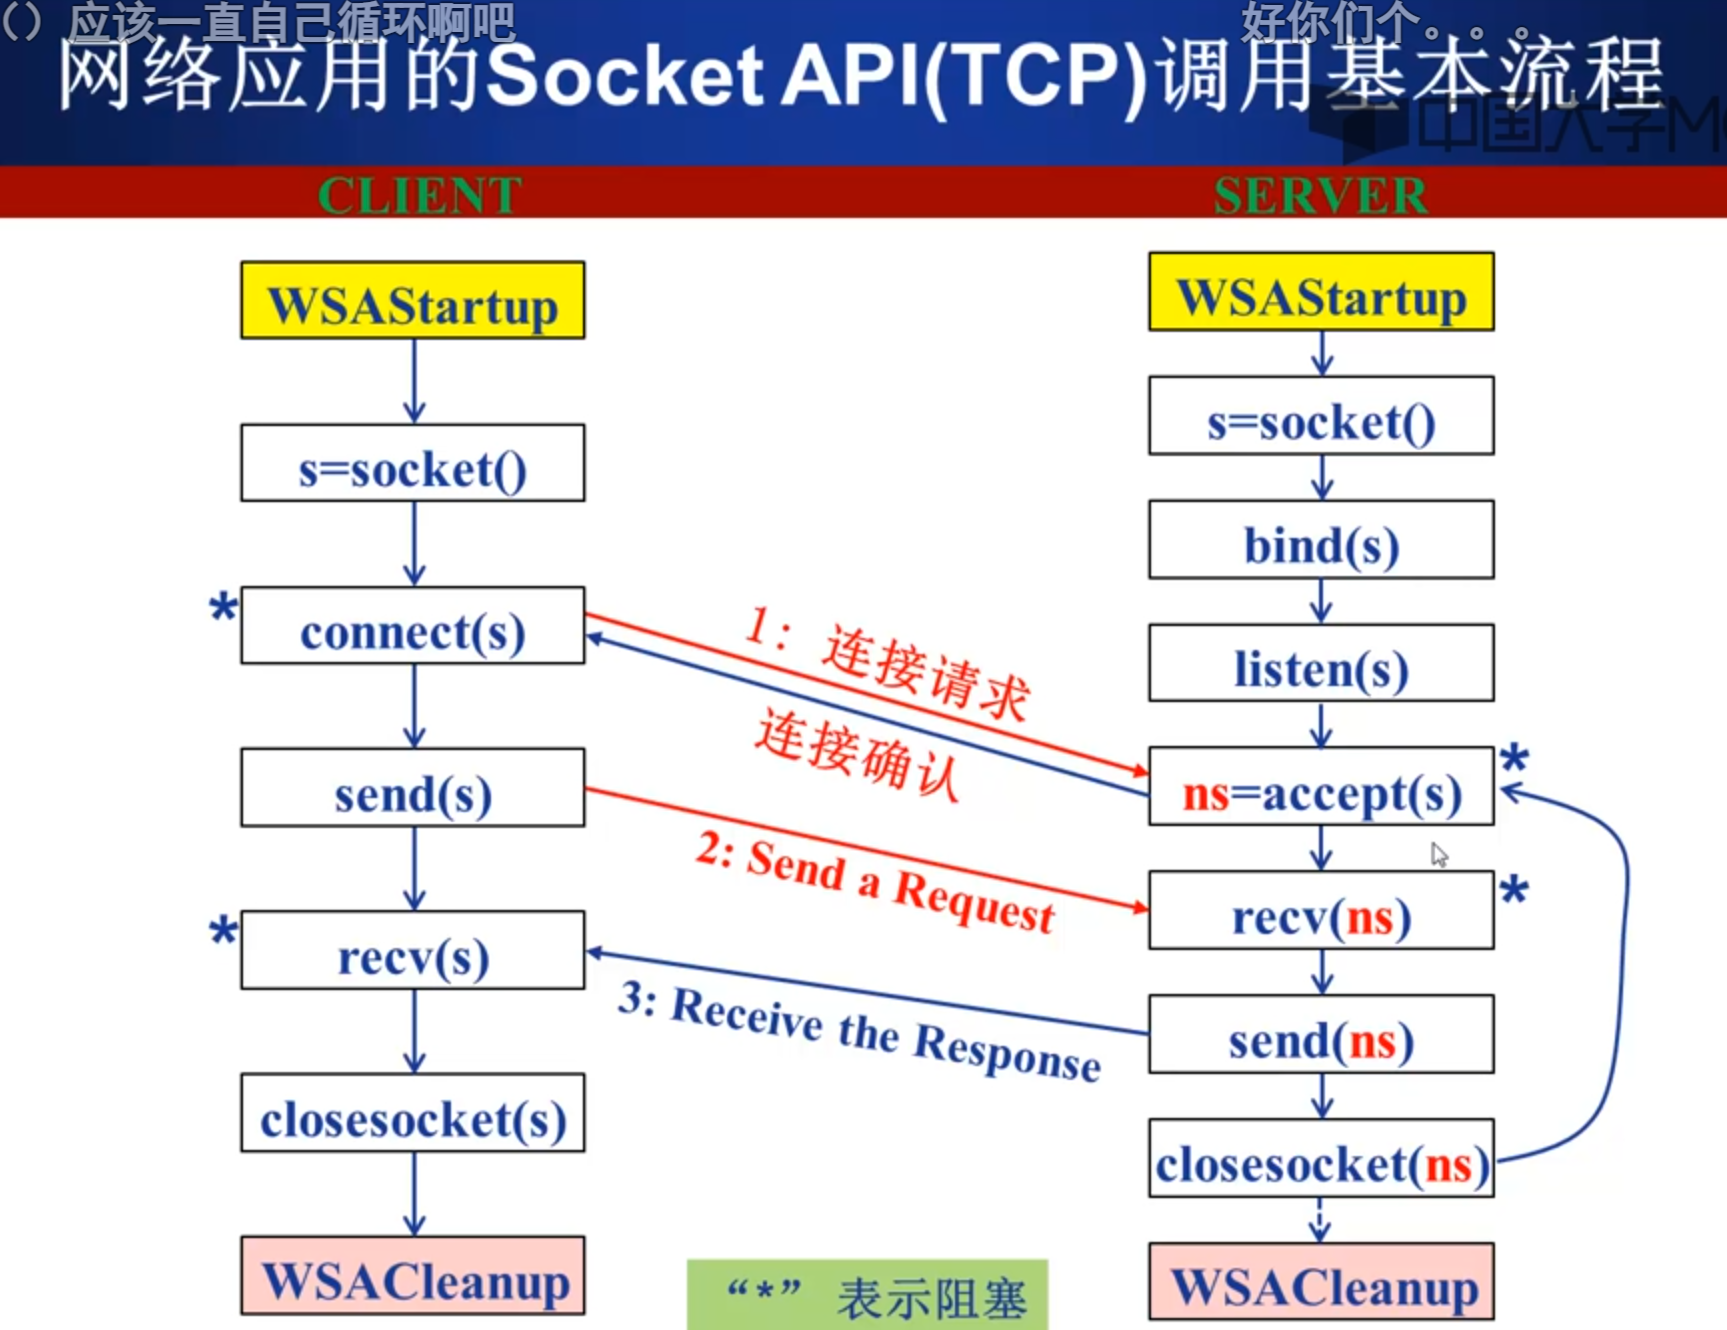 () 应该一直自己循环啊吧
好你们个。。。。
网络应用的Socket API(TCP)调用基本流程
中国大学M
CLIENT
SERVER
WSAStartup
s=socket()
* connect(s)
send(s)
* recv(s)
closesocket(s)
WSACleanup
1：连接请求
连接确认
2: Send a Request
3: Receive the Response
WSAStartup
s=socket()
bind(s)
listen(s)
ns=accept(s) *
recv(ns) *
send(ns)
closesocket(ns)
WSACleanup
“*” 表示阻塞